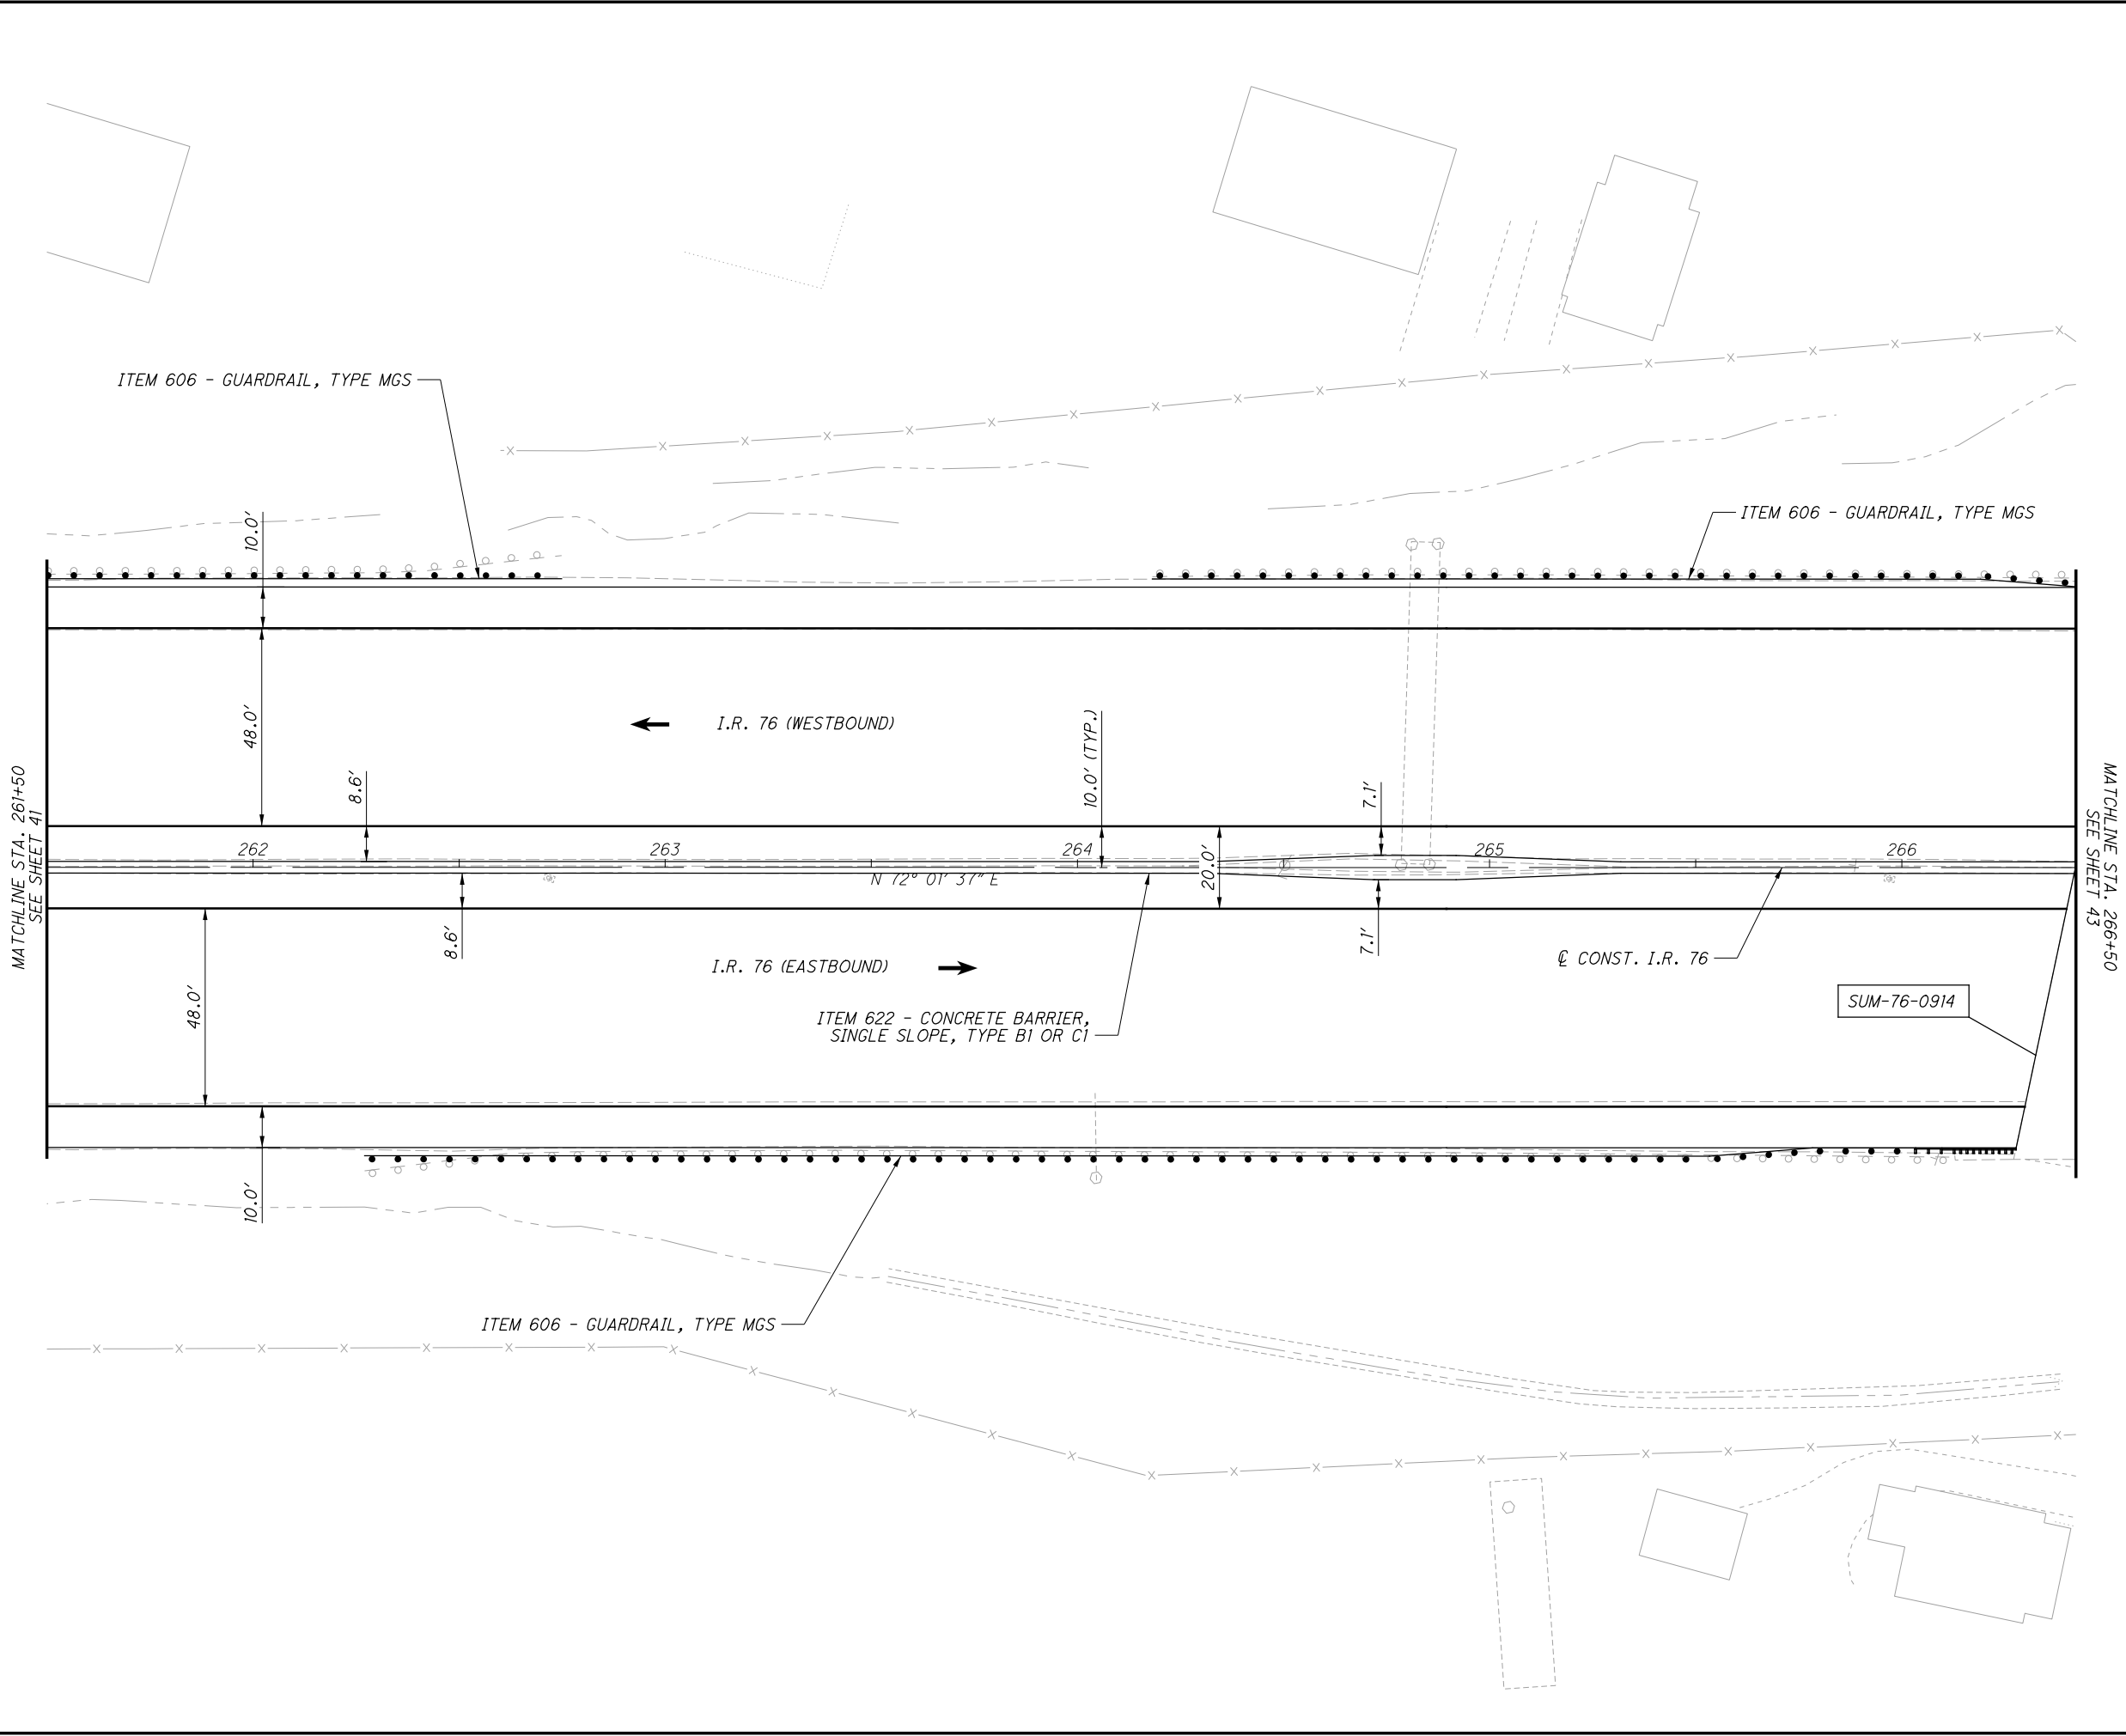 ITEM 606 - GUARDRAIL, TYPE MGS
ITEM 606 - GUARDRAIL, TYPE MGS
10.0'
48.0'
I.R. 76 (WESTBOUND)
8.6'
10.0' (TYP.)
7.1'
262
263
264
265
266
20.0'
N 72° 01' 37" E
MATCHLINE STA. 261+50
SEE SHEET 41
MATCHLINE STA. 266+50
SEE SHEET 43
8.6'
7.1'
I.R. 76 (EASTBOUND)
℄ CONST. I.R. 76
48.0'
SUM-76-0914
ITEM 622 - CONCRETE BARRIER,
SINGLE SLOPE, TYPE B1 OR C1
10.0'
ITEM 606 - GUARDRAIL, TYPE MGS